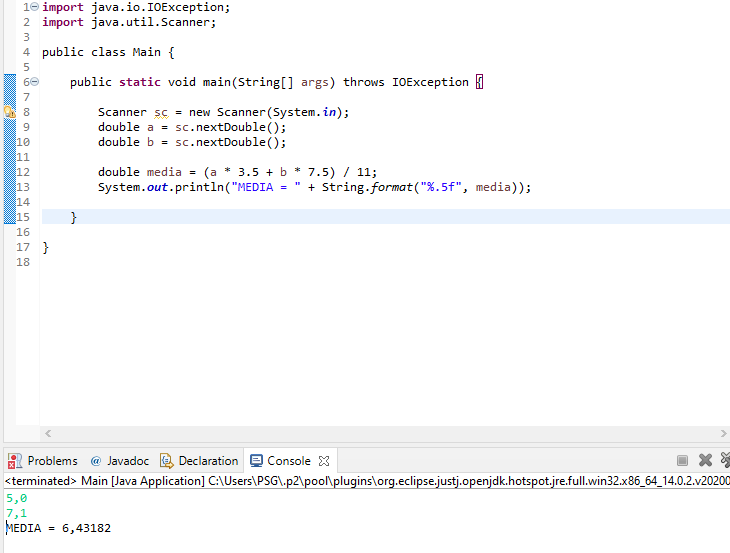 1 import java.io.IOException;
2 import java.util.Scanner;
3
4 public class Main {
5
6 public static void main(String[] args) throws IOException {
7
8 Scanner sc = new Scanner(System.in);
9 double a = sc.nextDouble();
10 double b = sc.nextDouble();
11
12 double media = (a * 3.5 + b * 7.5) / 11;
13 System.out.println("MEDIA = " + String.format("%.5f", media));
14
15 }
16
17 }
18
Problems @ Javadoc Declaration Console
<terminated> Main [Java Application] C:\Users\PSG\.p2\pool\plugins\org.eclipse.justj.openjdk.hotspot.jre.full.win32.x86_64_14.0.2.v20200
5,0
7,1
MEDIA = 6,43182